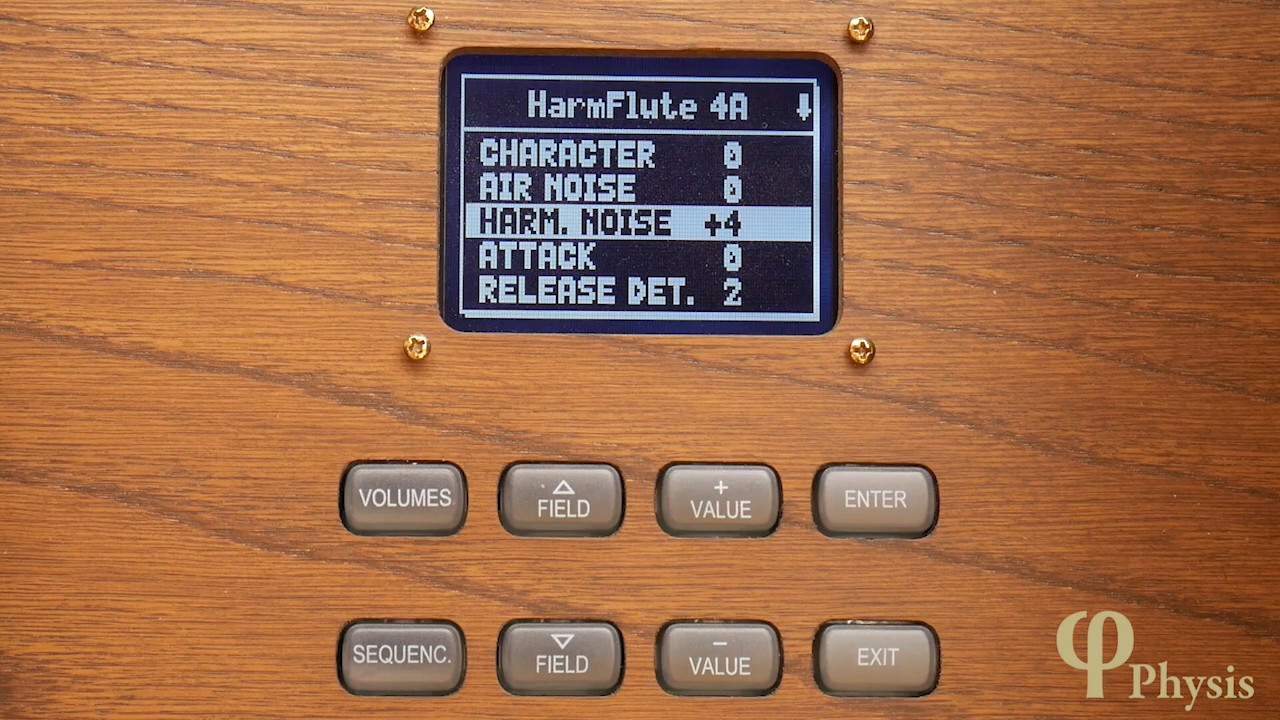 HarmFlute 4A ⬇
CHARACTER 0
AIR NOISE 0
HARM. NOISE +4
ATTACK 0
RELEASE DET. 2
VOLUMES
△
FIELD
+
VALUE
ENTER
SEQUENC.
▽
FIELD
−
VALUE
EXIT
φ Physis